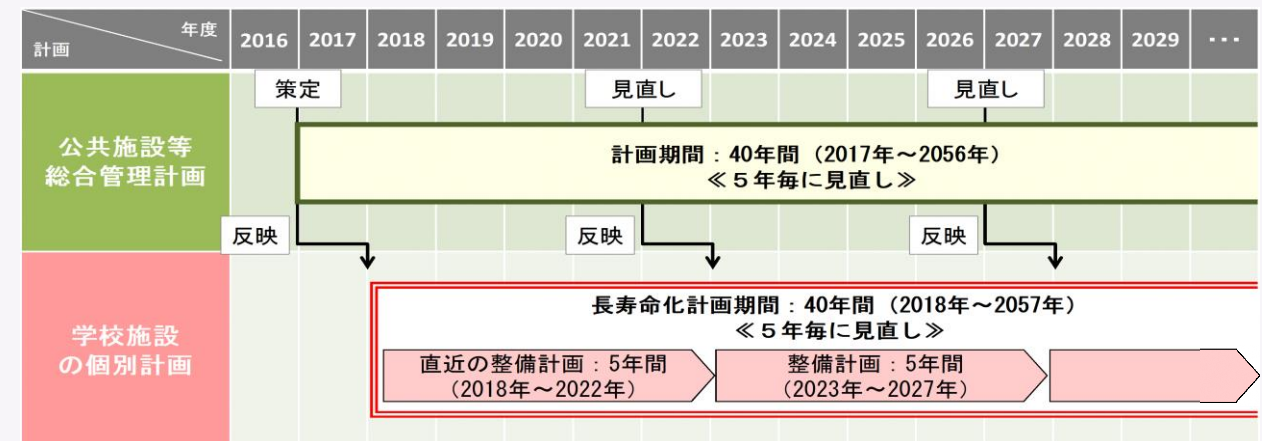 年度
計画
2016 2017 2018 2019 2020 2021 2022 2023 2024 2025 2026 2027 2028 2029 ･･･
策定 見直し 見直し
公共施設等
総合管理計画
計画期間：40年間（2017年～2056年）
≪５年毎に見直し≫
反映 反映 反映
学校施設
の個別計画
長寿命化計画期間：40年間（2018年～2057年）
≪５年毎に見直し≫
直近の整備計画：5年間
（2018年～2022年）
整備計画：5年間
（2023年～2027年）